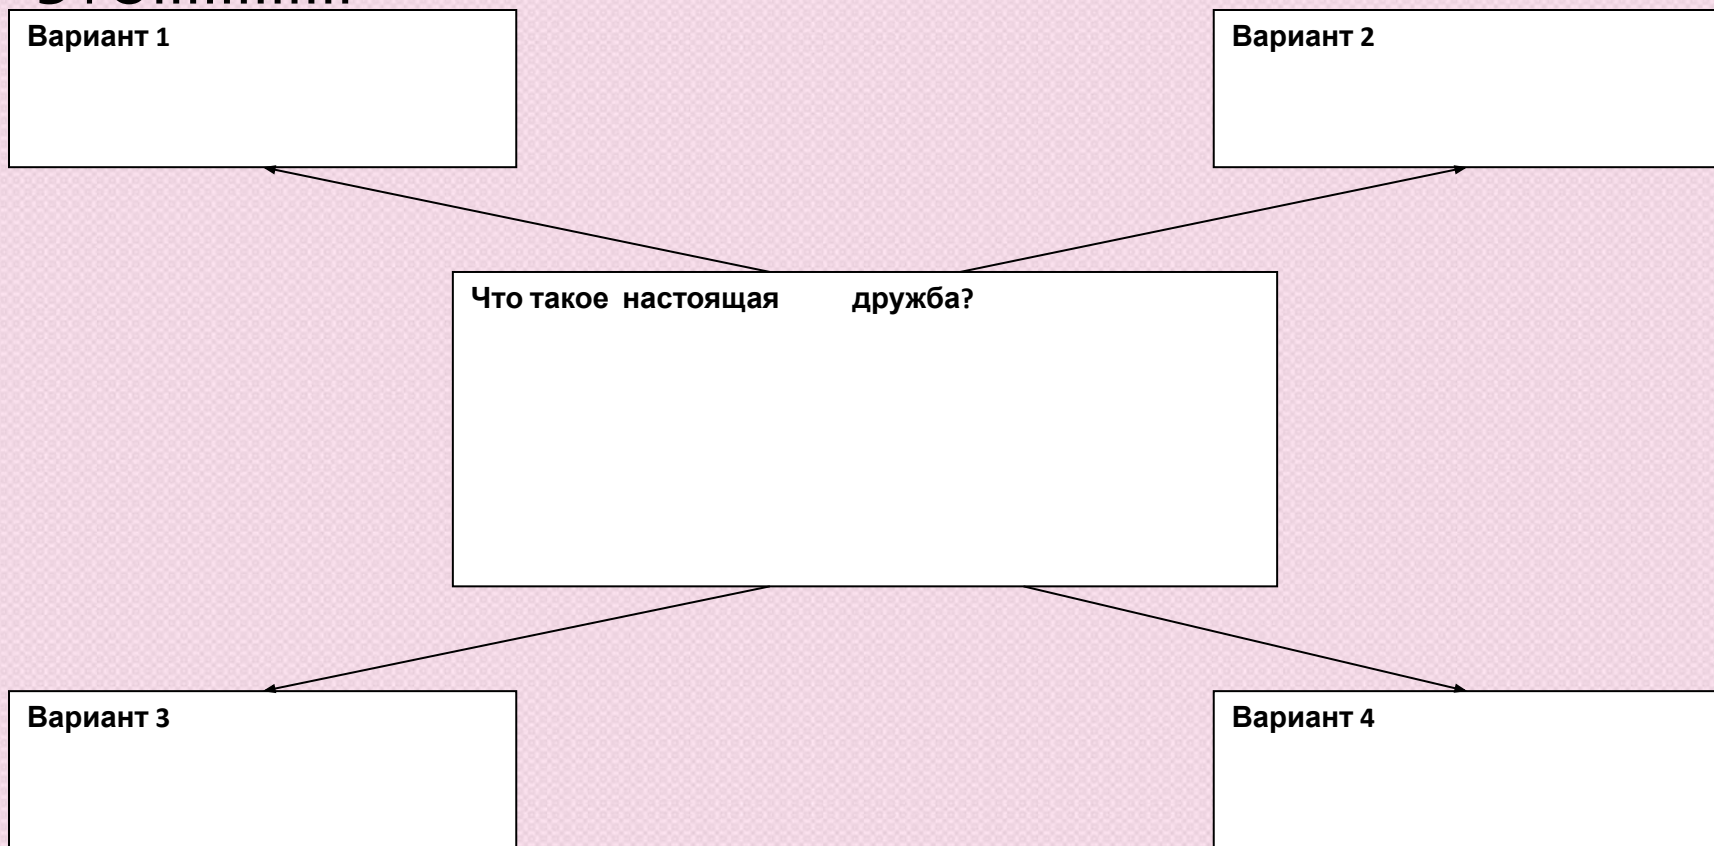 Вариант 1
Вариант 2
Что такое настоящая дружба?
Вариант 3
Вариант 4